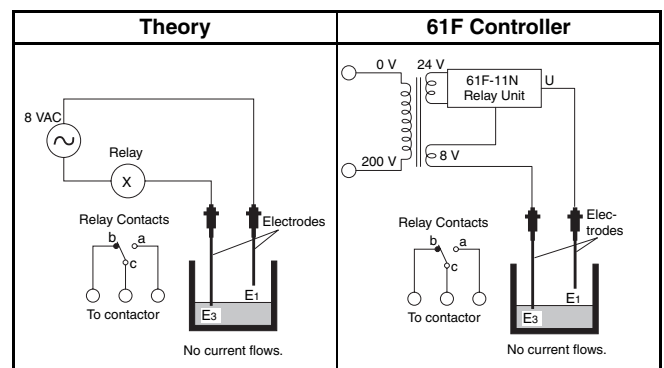 Theory
61F Controller
8 VAC
Relay
X
Relay Contacts
b a
c
To contactor
Electrodes
E1
E3
No current flows.
0 V 24 V
61F-11N
Relay Unit
U
200 V
8 V
Relay Contacts
b a
c
To contactor
Elec-
trodes
E1
E3
No current flows.